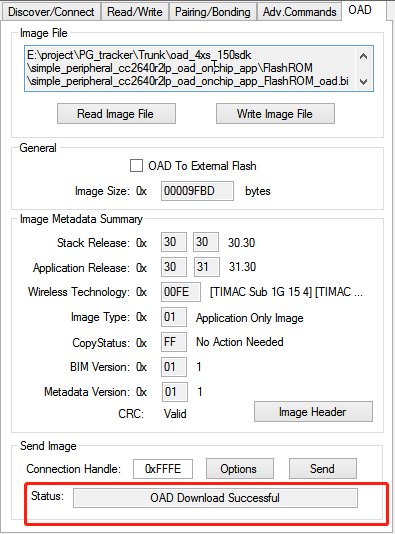 Discover/Connect Read/Write Pairing/Bonding Adv.Commands OAD
Image File
E:\project\PG_tracker\Trunk\oad_4xs_150sdk
\simple_peripheral_cc2640r2lp_oad_onchip_app\FlashROM
\simple_peripheral_cc2640r2lp_oad_onchip_app_FlashROM_oad.bi
Read Image File Write Image File
General
OAD To External Flash
Image Size: 0x 00009FBD bytes
Image Metadata Summary
Stack Release: 0x 30 30 30.30
Application Release: 0x 30 31 31.30
Wireless Technology: 0x 00FE [TIMAC Sub 1G 15 4] [TIMAC ...
Image Type: 0x 01 Application Only Image
CopyStatus: 0x FF No Action Needed
BIM Version: 0x 01 1
Metadata Version: 0x 01 1
CRC: Valid Image Header
Send Image
Connection Handle: 0xFFFE Options Send
Status: OAD Download Successful